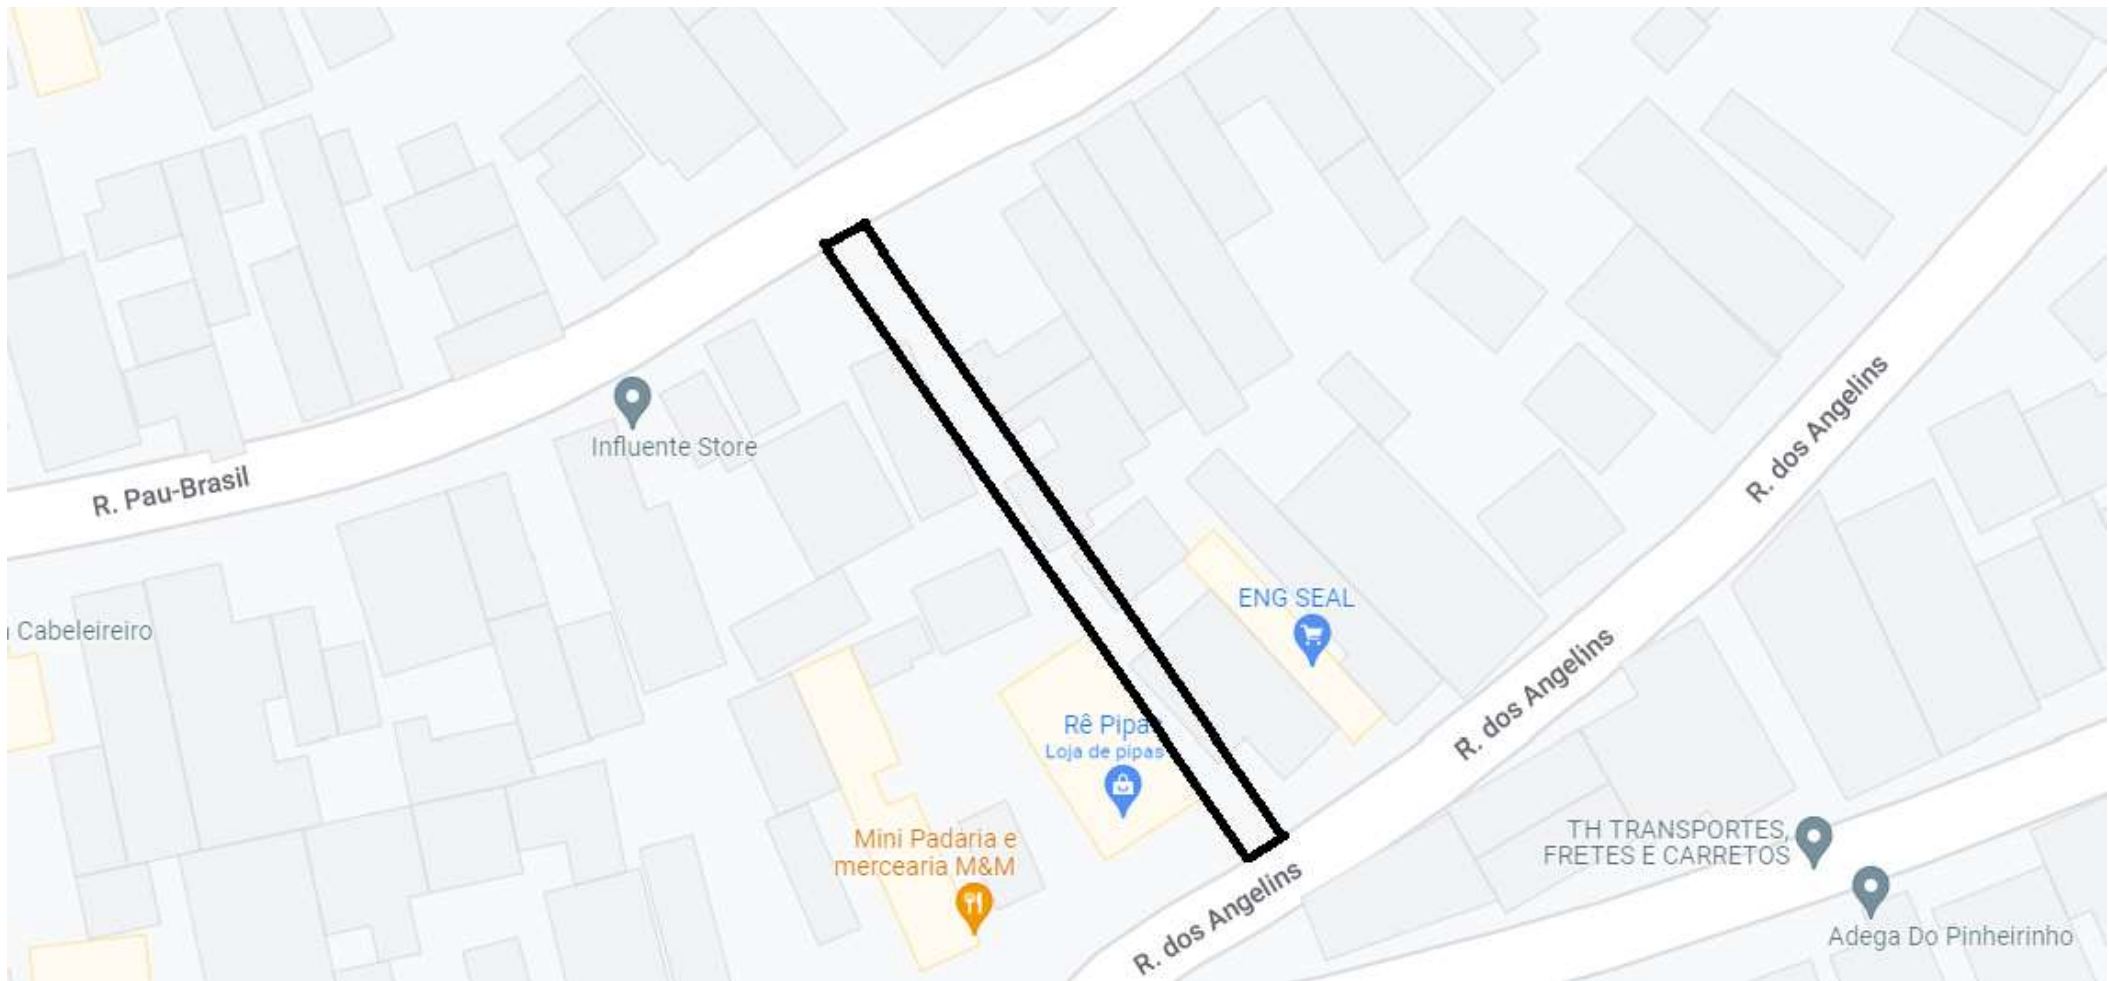 Influente Store
R. Pau-Brasil
R. dos Angelins
ENG SEAL
Cabeleireiro
R. dos Angelins
Rê Pipas
Loja de pipas
Mini Padaria e
mercearia M&M
TH TRANSPORTES,
FRETES E CARRETOS
R. dos Angelins
Adega Do Pinheirinho